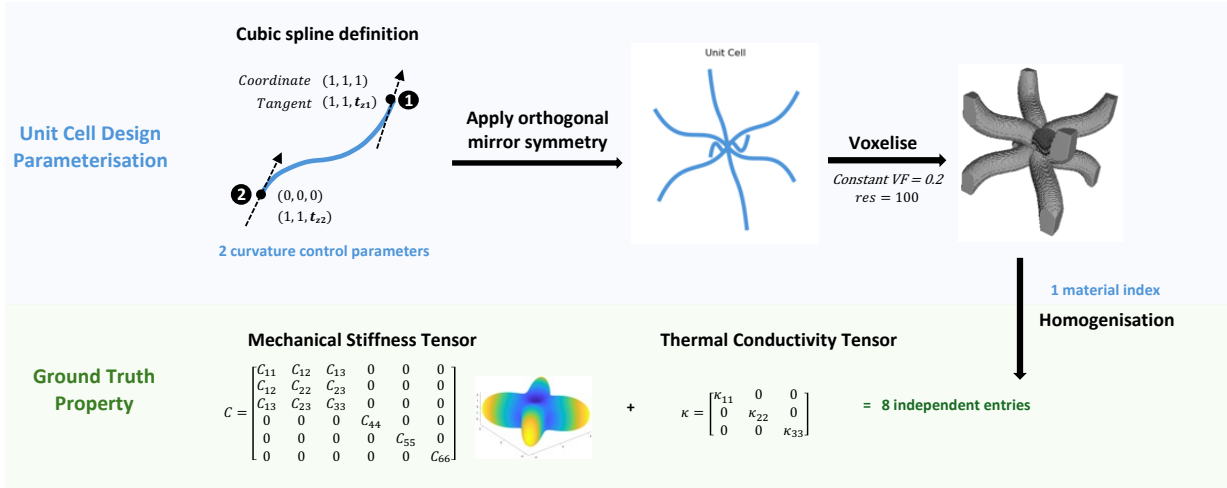 Cubic spline definition
Coordinate (1, 1, 1)
Tangent (1, 1, t_z1)
1
2
(0, 0, 0)
(1, 1, t_z2)
2 curvature control parameters
Unit Cell Design
Parameterisation
Apply orthogonal
mirror symmetry
Unit Cell
Voxelise
Constant VF = 0.2
res = 100
1 material index
Homogenisation
Ground Truth
Property
Mechanical Stiffness Tensor
C =
C11 C12 C13 0 0 0
C12 C22 C23 0 0 0
C13 C23 C33 0 0 0
0 0 0 C44 0 0
0 0 0 0 C55 0
0 0 0 0 0 C66
+
Thermal Conductivity Tensor
κ =
κ11 0 0
0 κ22 0
0 0 κ33
= 8 independent entries